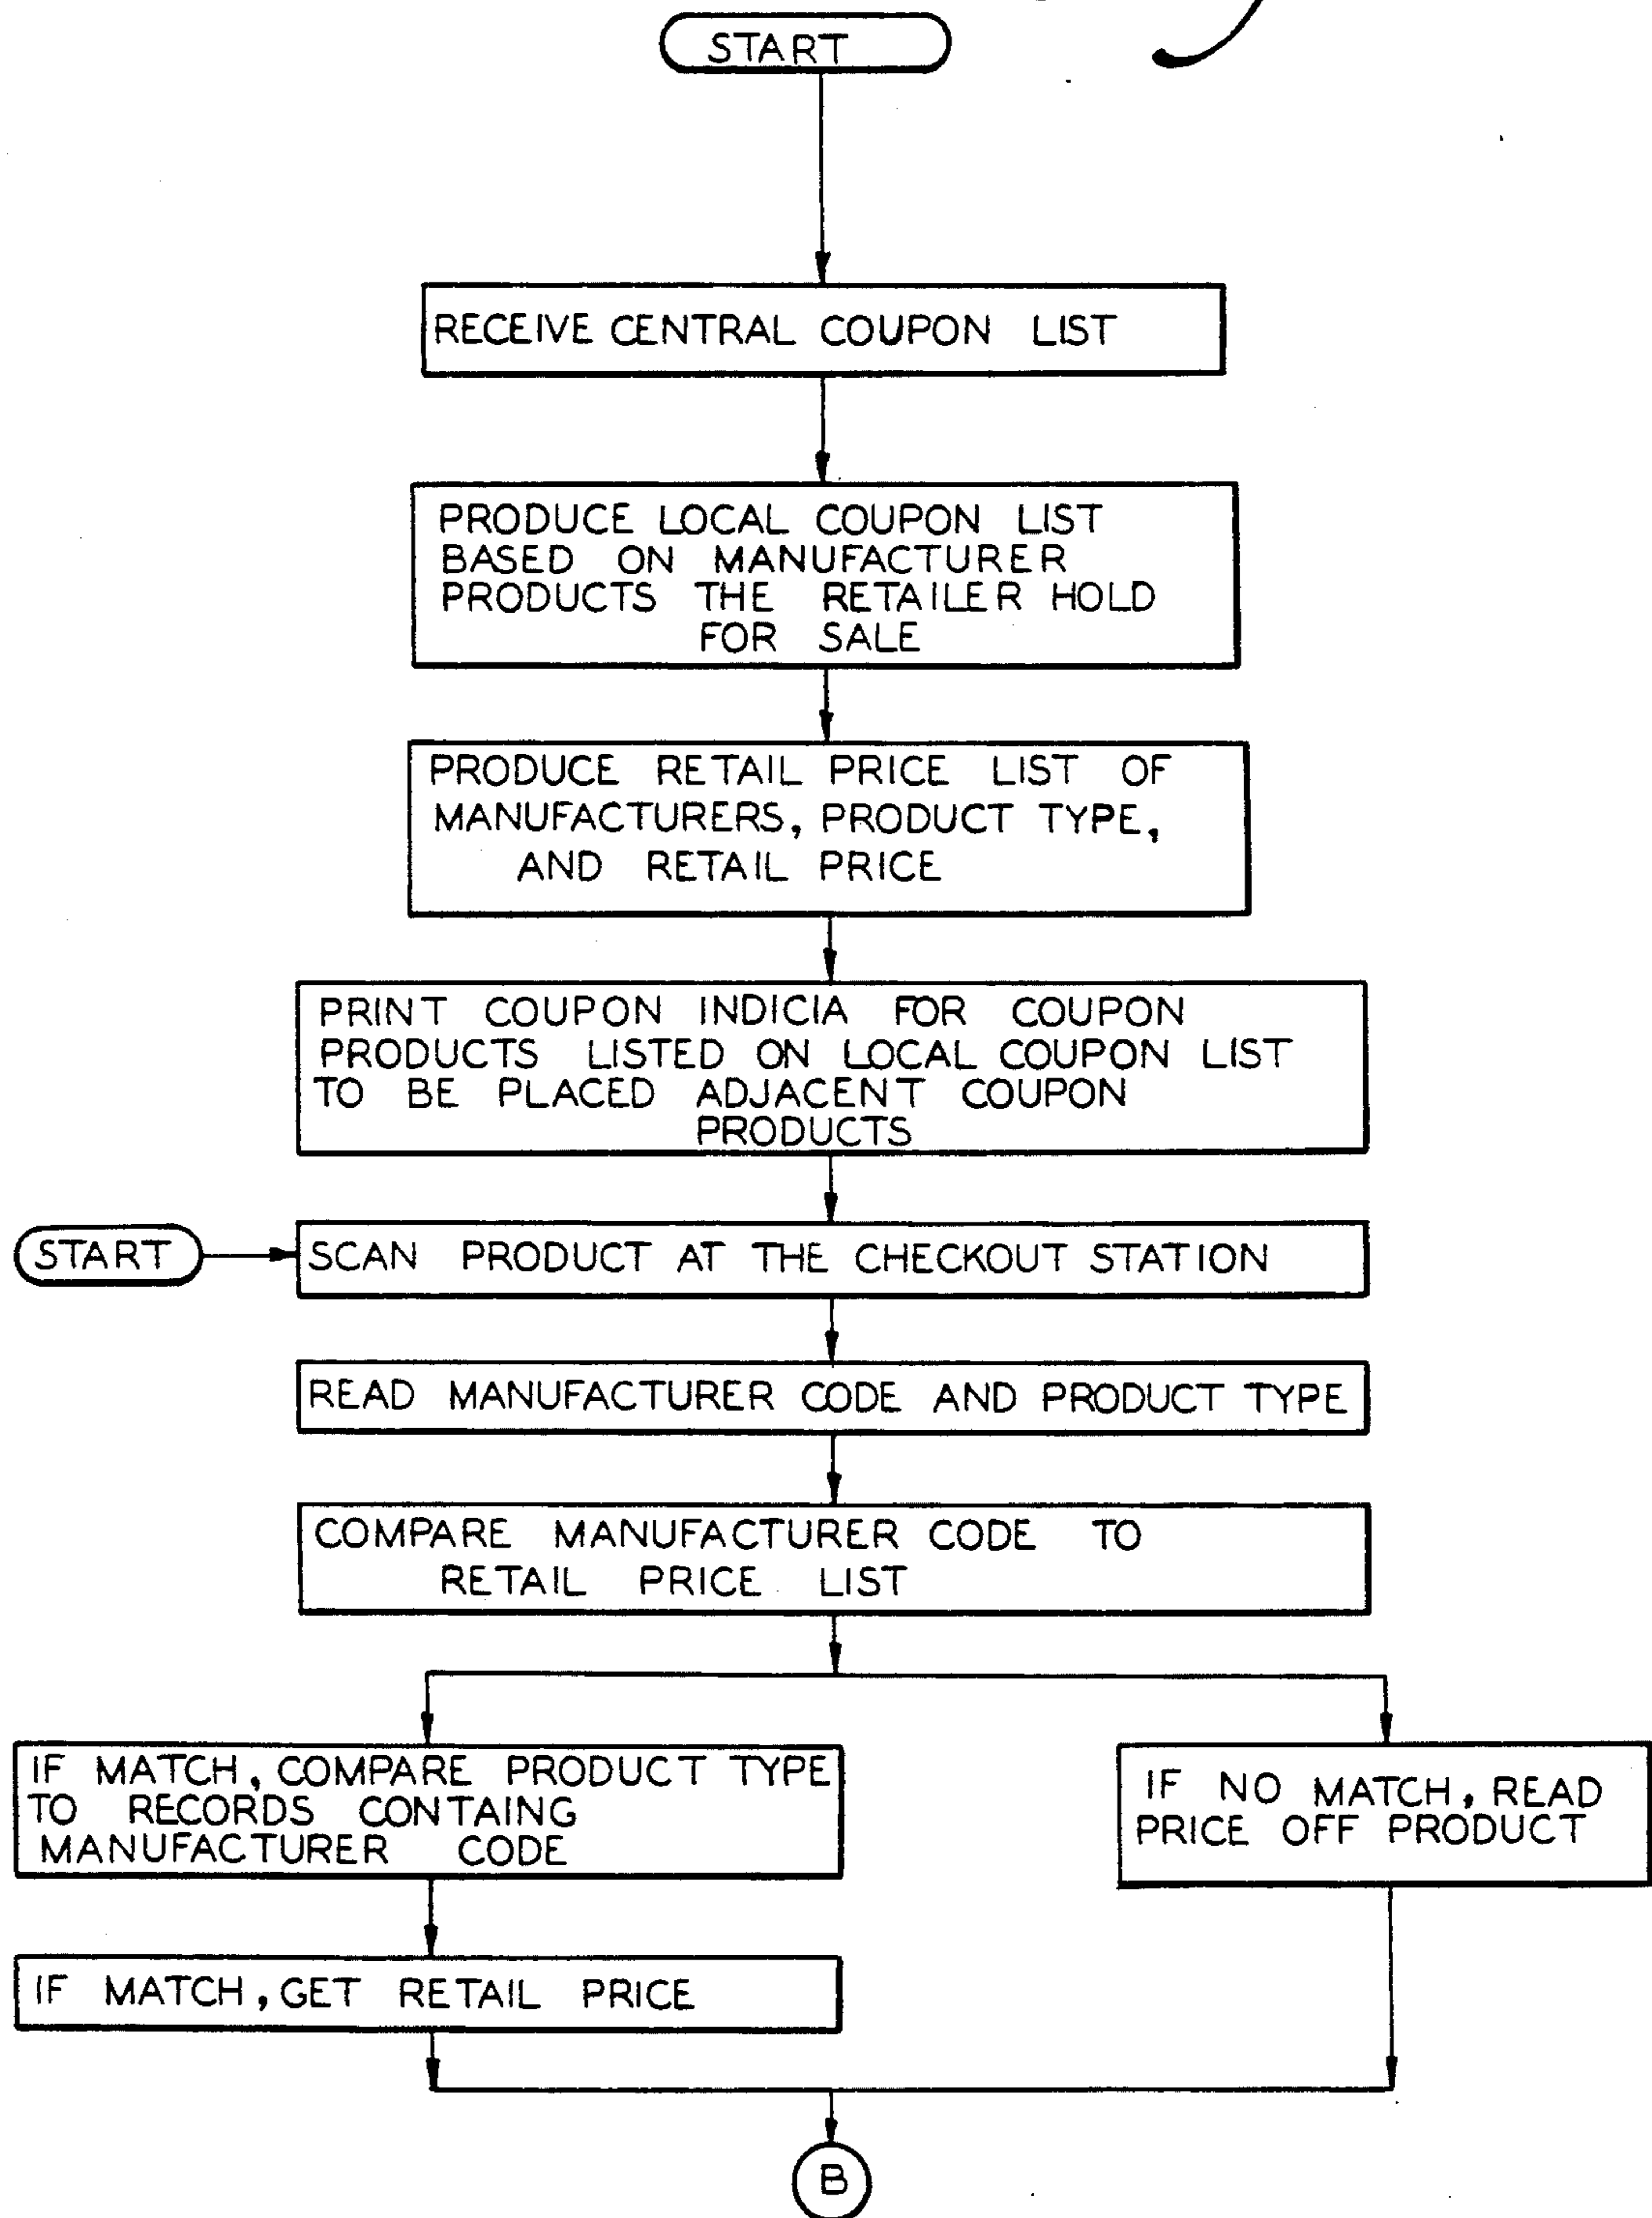 START
RECEIVE CENTRAL COUPON LIST
PRODUCE LOCAL COUPON LIST
BASED ON MANUFACTURER
PRODUCTS THE RETAILER HOLD
FOR SALE
PRODUCE RETAIL PRICE LIST OF
MANUFACTURERS, PRODUCT TYPE,
AND RETAIL PRICE
PRINT COUPON INDICIA FOR COUPON
PRODUCTS LISTED ON LOCAL COUPON LIST
TO BE PLACED ADJACENT COUPON
PRODUCTS
START
SCAN PRODUCT AT THE CHECKOUT STATION
READ MANUFACTURER CODE AND PRODUCT TYPE
COMPARE MANUFACTURER CODE TO
RETAIL PRICE LIST
IF MATCH, COMPARE PRODUCT TYPE
TO RECORDS CONTAING
MANUFACTURER CODE
IF NO MATCH, READ
PRICE OFF PRODUCT
IF MATCH, GET RETAIL PRICE
B